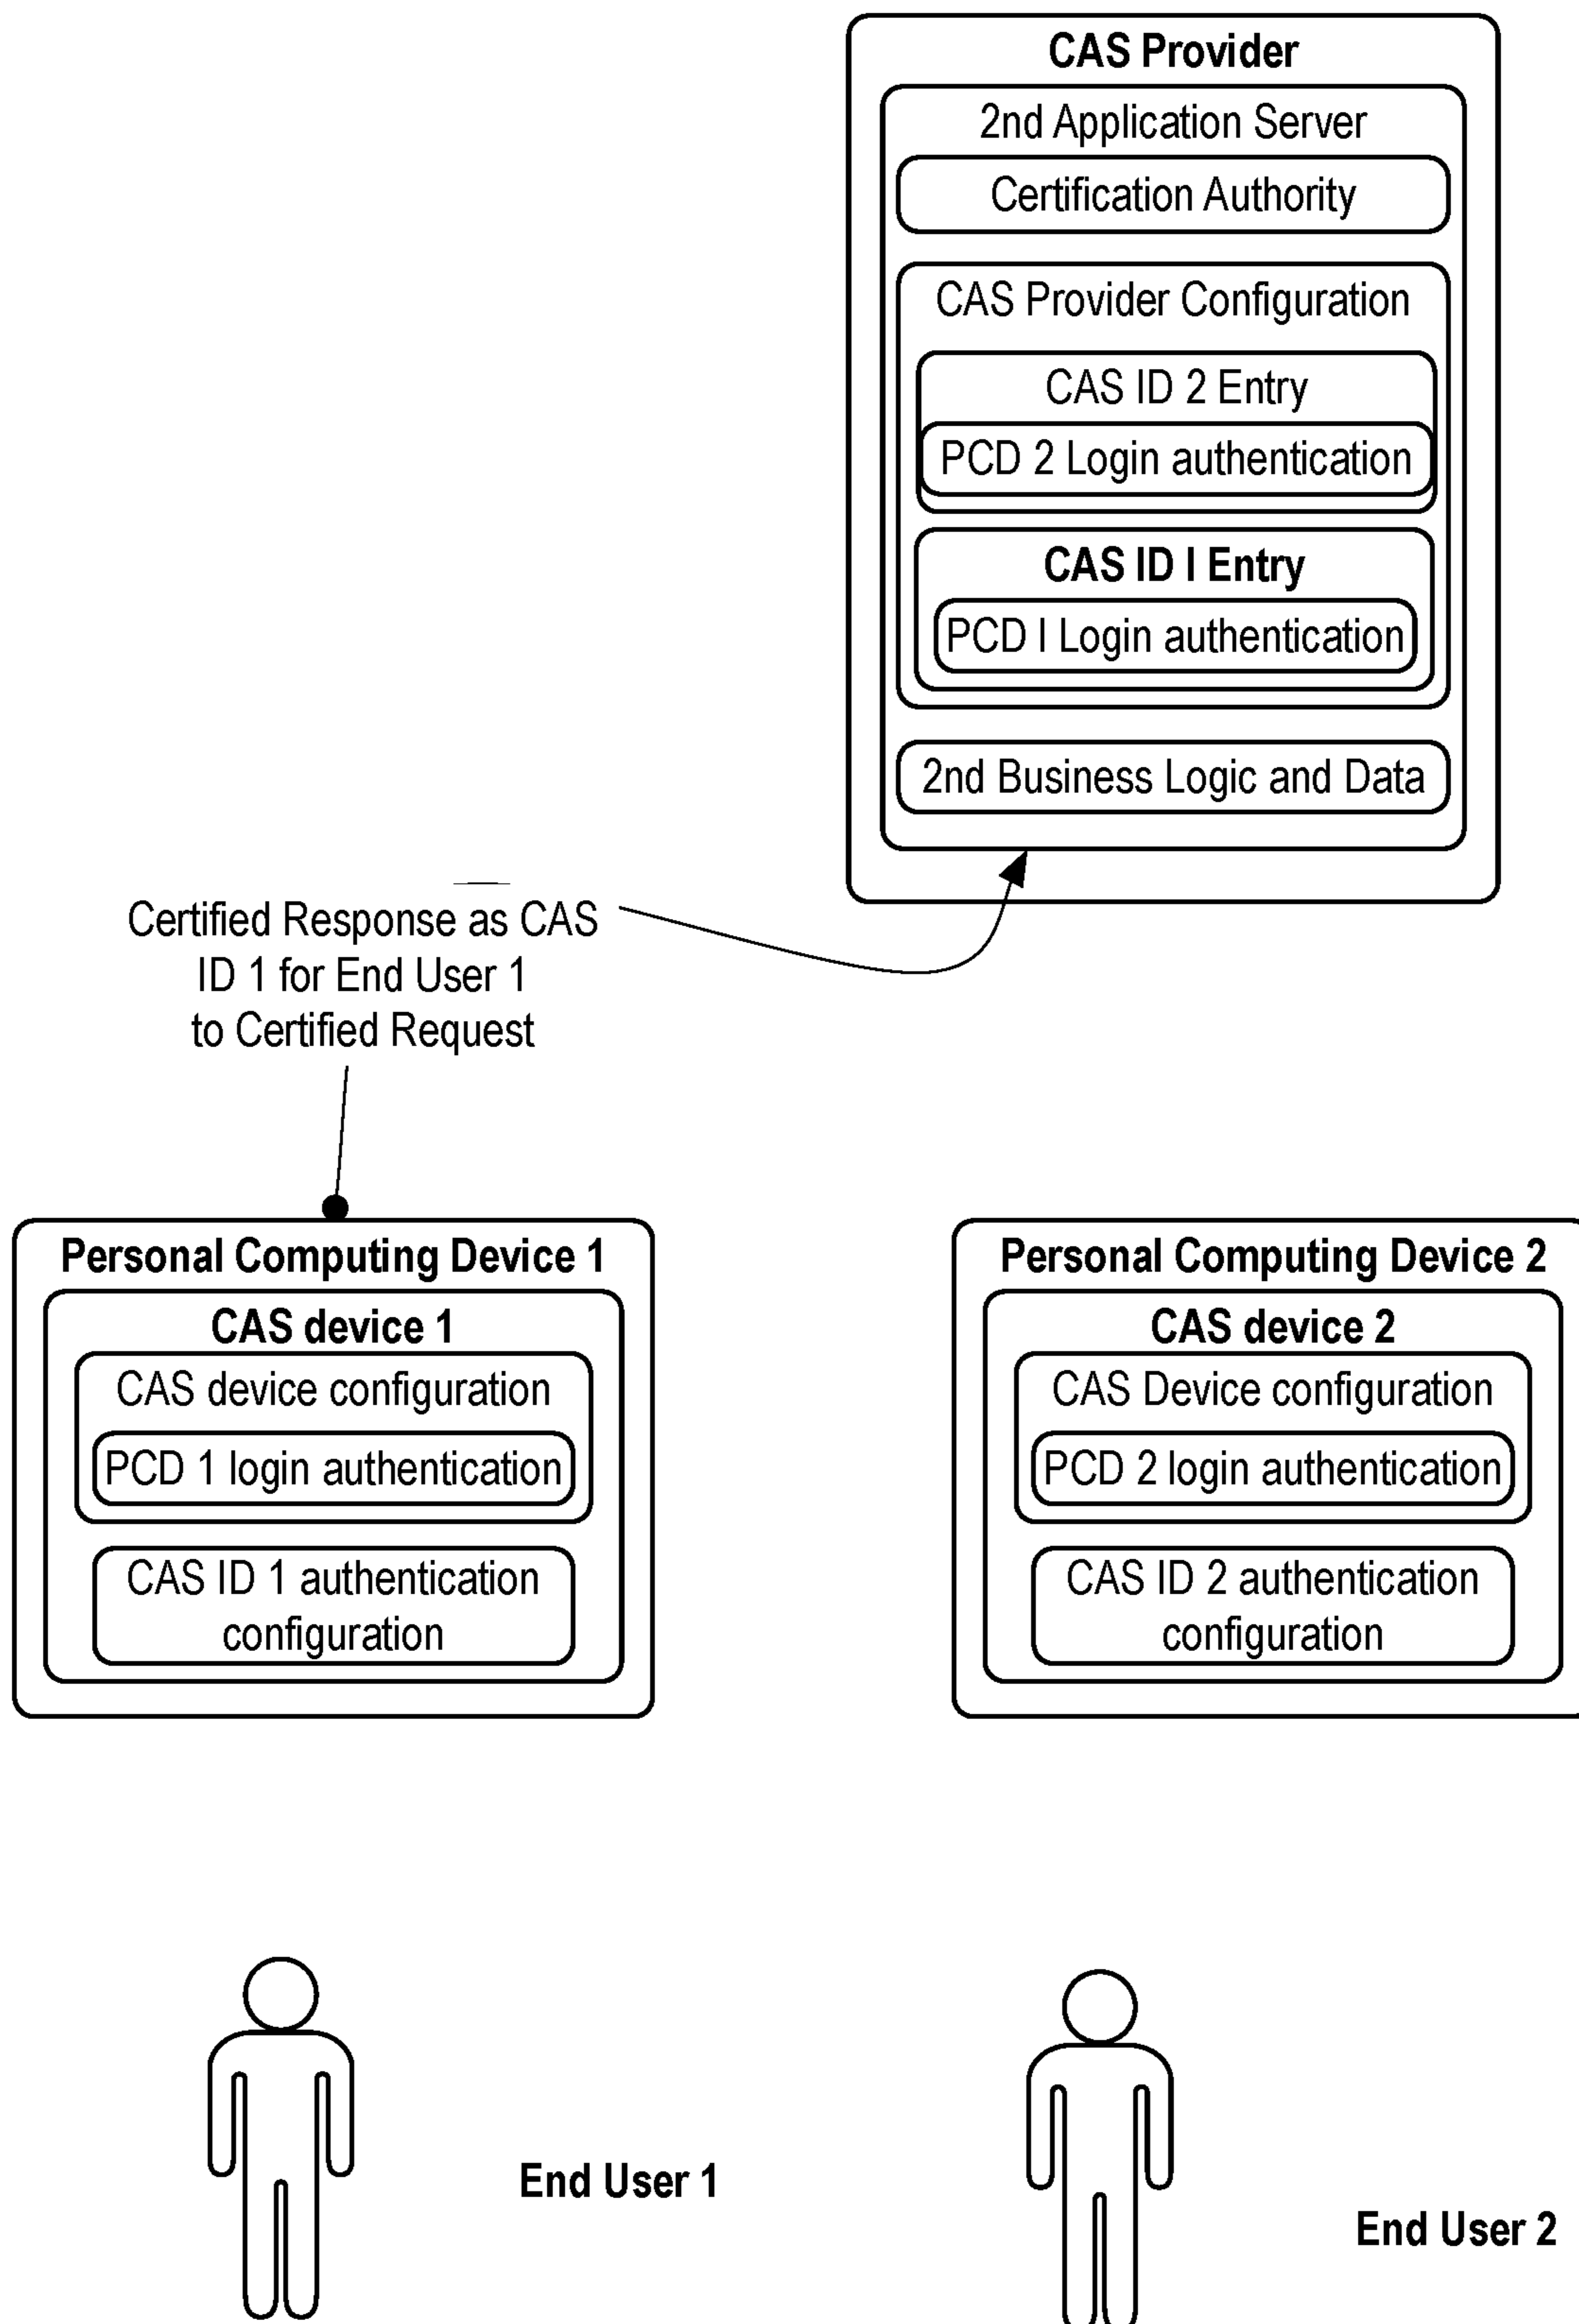 CAS Provider
2nd Application Server
Certification Authority
CAS Provider Configuration
CAS ID 2 Entry
PCD 2 Login authentication
CAS ID I Entry
PCD I Login authentication
2nd Business Logic and Data
Certified Response as CAS
ID 1 for End User 1
to Certified Request
Personal Computing Device 1
CAS device 1
CAS device configuration
PCD 1 login authentication
CAS ID 1 authentication
configuration
Personal Computing Device 2
CAS device 2
CAS Device configuration
PCD 2 login authentication
CAS ID 2 authentication
configuration
End User 1
End User 2